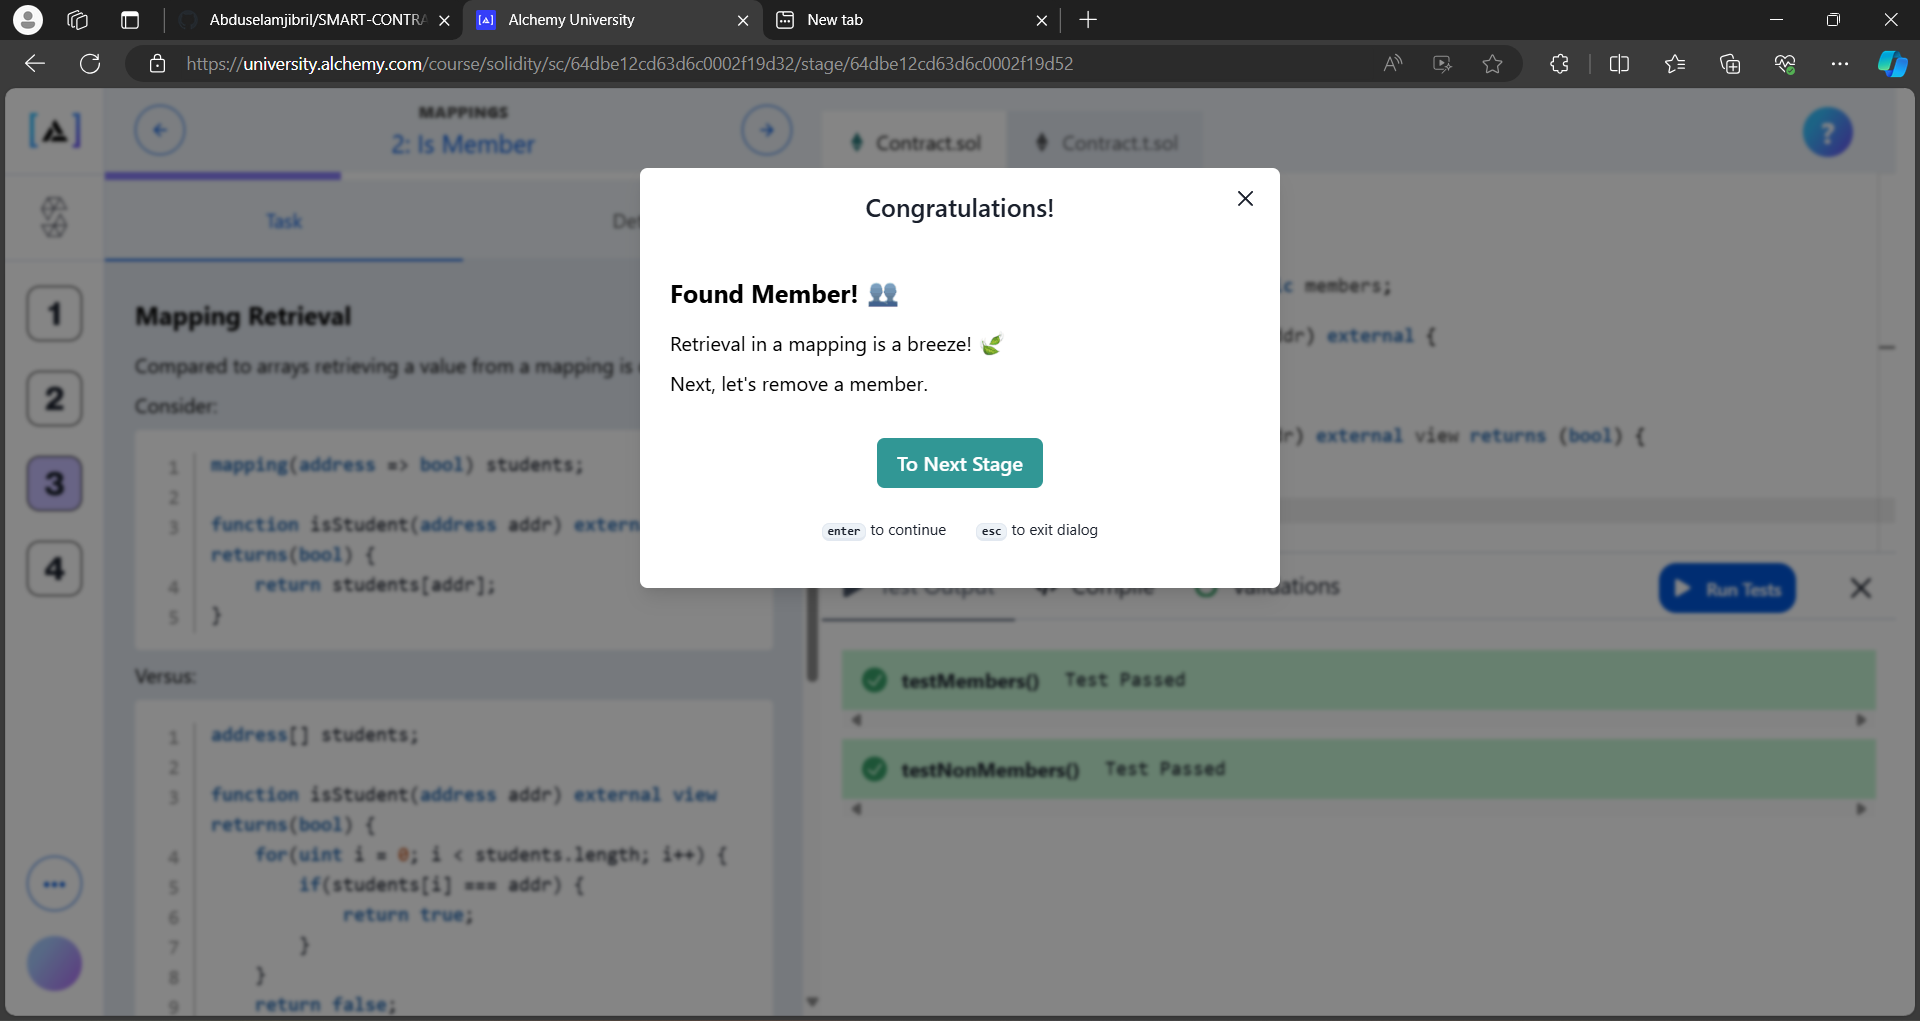 Abduselamjibril/SMART-CONTRA
Alchemy University
New tab
https://university.alchemy.com/course/solidity/sc/64dbe12cd63d6c0002f19d32/stage/64dbe12cd63d6c0002f19d52
MAPPINGS
2: Is Member
Contract.sol
Contract.t.sol
?
Task
1
2
3
4
Mapping Retrieval
Compared to arrays retrieving a value from a mapping is
Consider:
1 mapping(address => bool) students;
2
3 function isStudent(address addr) extern
returns(bool) {
4 return students[addr];
5 }
Versus:
1 address[] students;
2
3 function isStudent(address addr) external view
returns(bool) {
4 for(uint i = 0; i < students.length; i++) {
5 if(students[i] === addr) {
6 return true;
7 }
8 }
9 return false;
Congratulations!
Found Member! 👥
Retrieval in a mapping is a breeze! 🍃
Next, let's remove a member.
To Next Stage
enter to continue esc to exit dialog
c members;
dr) external {
r) external view returns (bool) {
Test Output
Compile
Validations
Run Tests
testMembers() Test Passed
testNonMembers() Test Passed